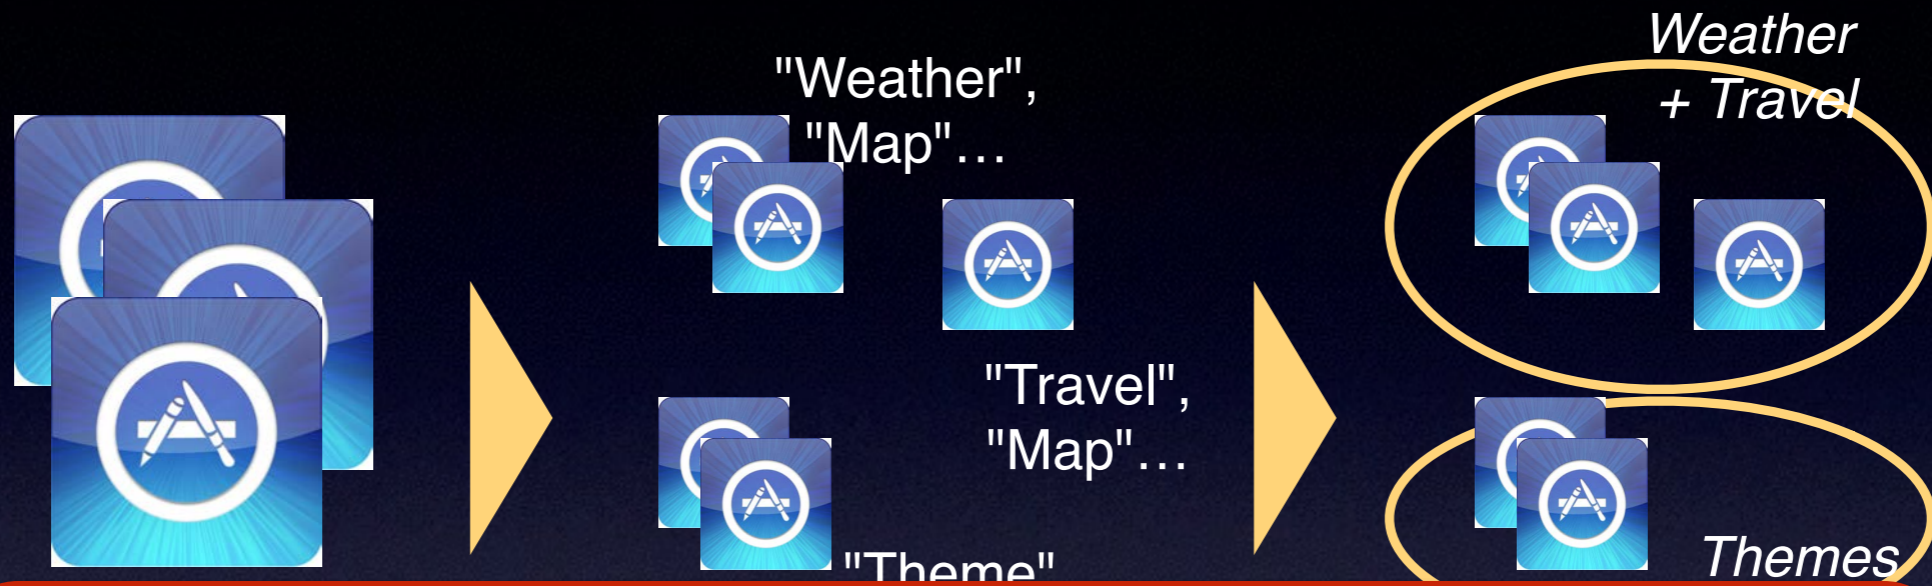 "Weather",
"Map"…
"Travel",
"Map"…
"Theme"
Weather
+ Travel
Themes